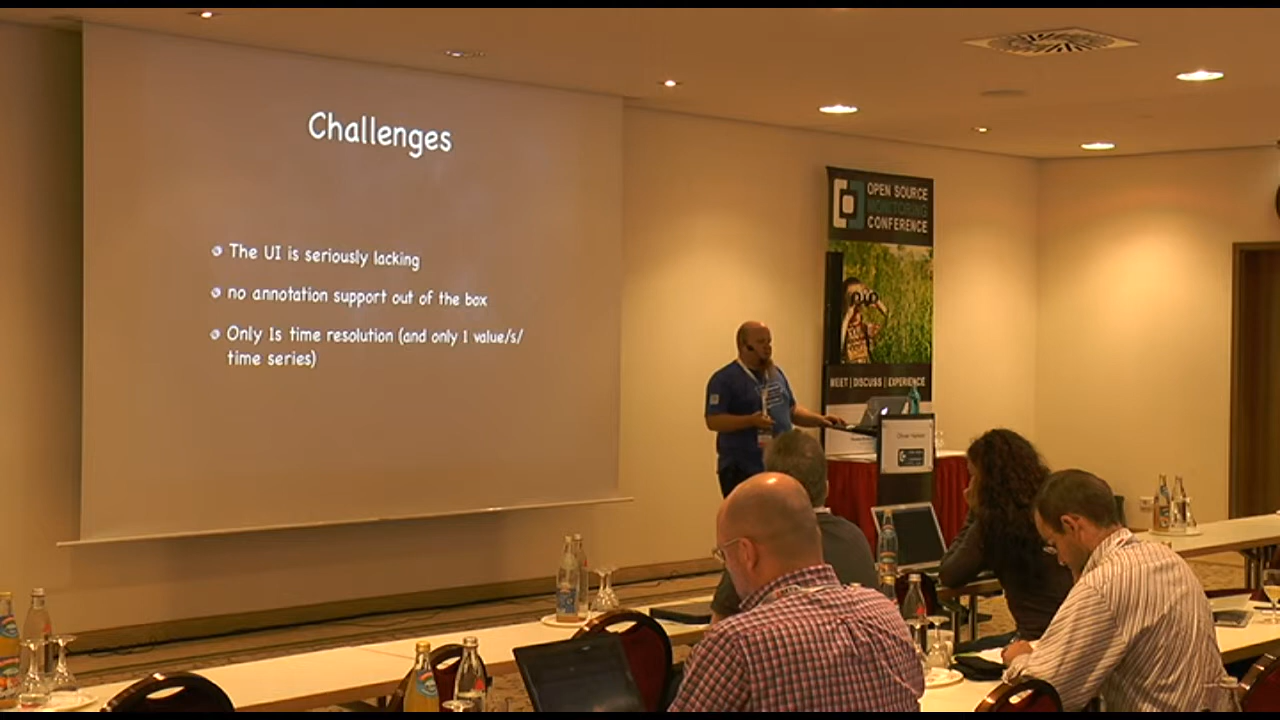 Challenges
The UI is seriously lacking
no annotation support out of the box
Only 1s time resolution (and only 1 value/s/
time series)
OPEN SOURCE
MONITORING
CONFERENCE
MEET | DISCUSS | EXPERIENCE